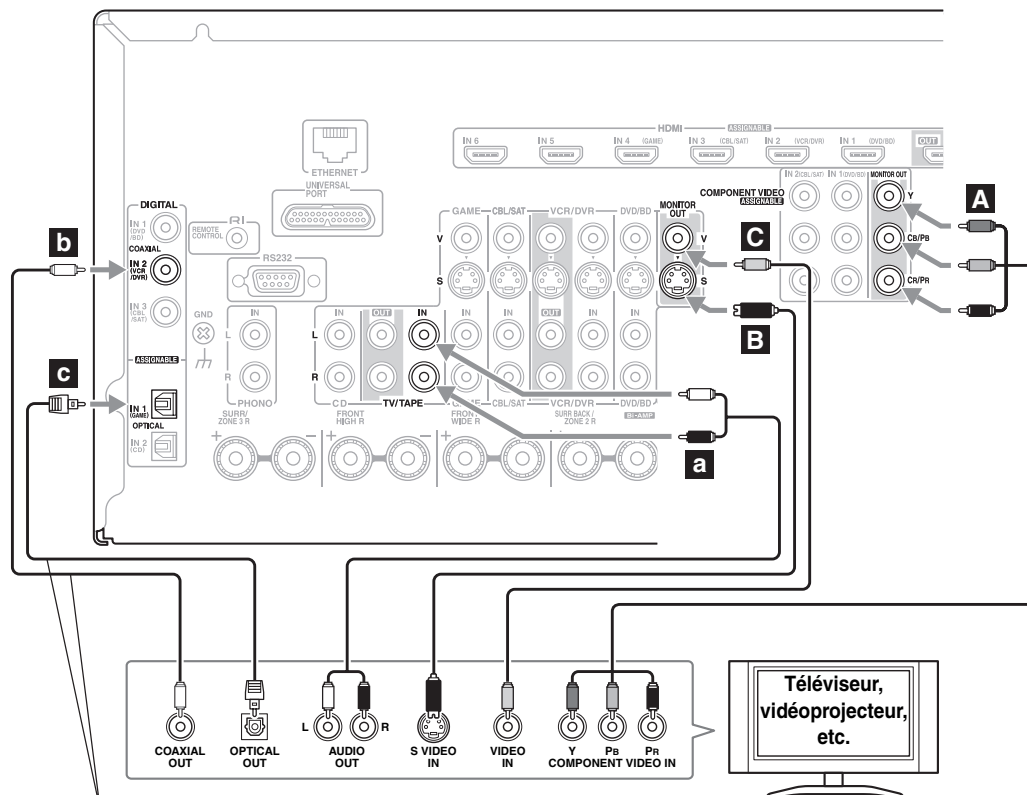 HDMI ASSIGNABLE
IN 6
IN 5
IN 4 (GAME)
IN 3 (CBL/SAT)
IN 2 (VCR/DVR)
IN 1 (DVD/BD)
OUT
ETHERNET
UNIVERSAL
PORT
IN 2(CBL/SAT)
IN 1(DVD/BD)
MONITOR OUT
COMPONENT VIDEO
ASSIGNABLE
Y
A
CB/PB
CR/PR
DIGITAL
IN 1
(DVD
/BD)
COAXIAL
b
IN 2
(VCR
/DVR)
IN 3
(CBL
/SAT)
RI
REMOTE
CONTROL
RS232
GAME
CBL/SAT
VCR/DVR
DVD/BD
MONITOR
OUT
V
V
C
S
S
B
GND
IN
IN
OUT
IN
IN
IN
OUT
IN
IN
L
L
R
R
ASSIGNABLE
c
IN 1
(GAME)
OPTICAL
IN 2
(CD)
PHONO
CD
TV/TAPE
GAME
CBL/SAT
VCR/DVR
DVD/BD
SURR/
ZONE 3 R
FRONT
HIGH R
FRONT
WIDE R
SURR BACK/
ZONE 2 R
BI-AMP
a
+ −
+ −
+
+
L
R
COAXIAL
OUT
OPTICAL
OUT
AUDIO
OUT
S VIDEO
IN
VIDEO
IN
Y PB PR
COMPONENT VIDEO IN
Téléviseur,
vidéoprojecteur,
etc.